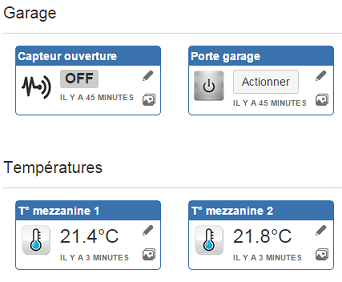 Garage
Capteur ouverture
OFF
IL Y A 45 MINUTES
Porte garage
Actionner
IL Y A 45 MINUTES
Températures
T° mezzanine 1
21.4°C
IL Y A 3 MINUTES
T° mezzanine 2
21.8°C
IL Y A 3 MINUTES